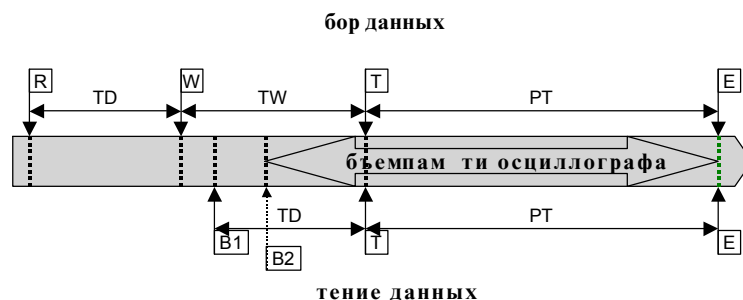 бор данных
R W T E
TD TW PT
бъемпам ти осциллографа
TD PT
B1 B2 T E
тение данных